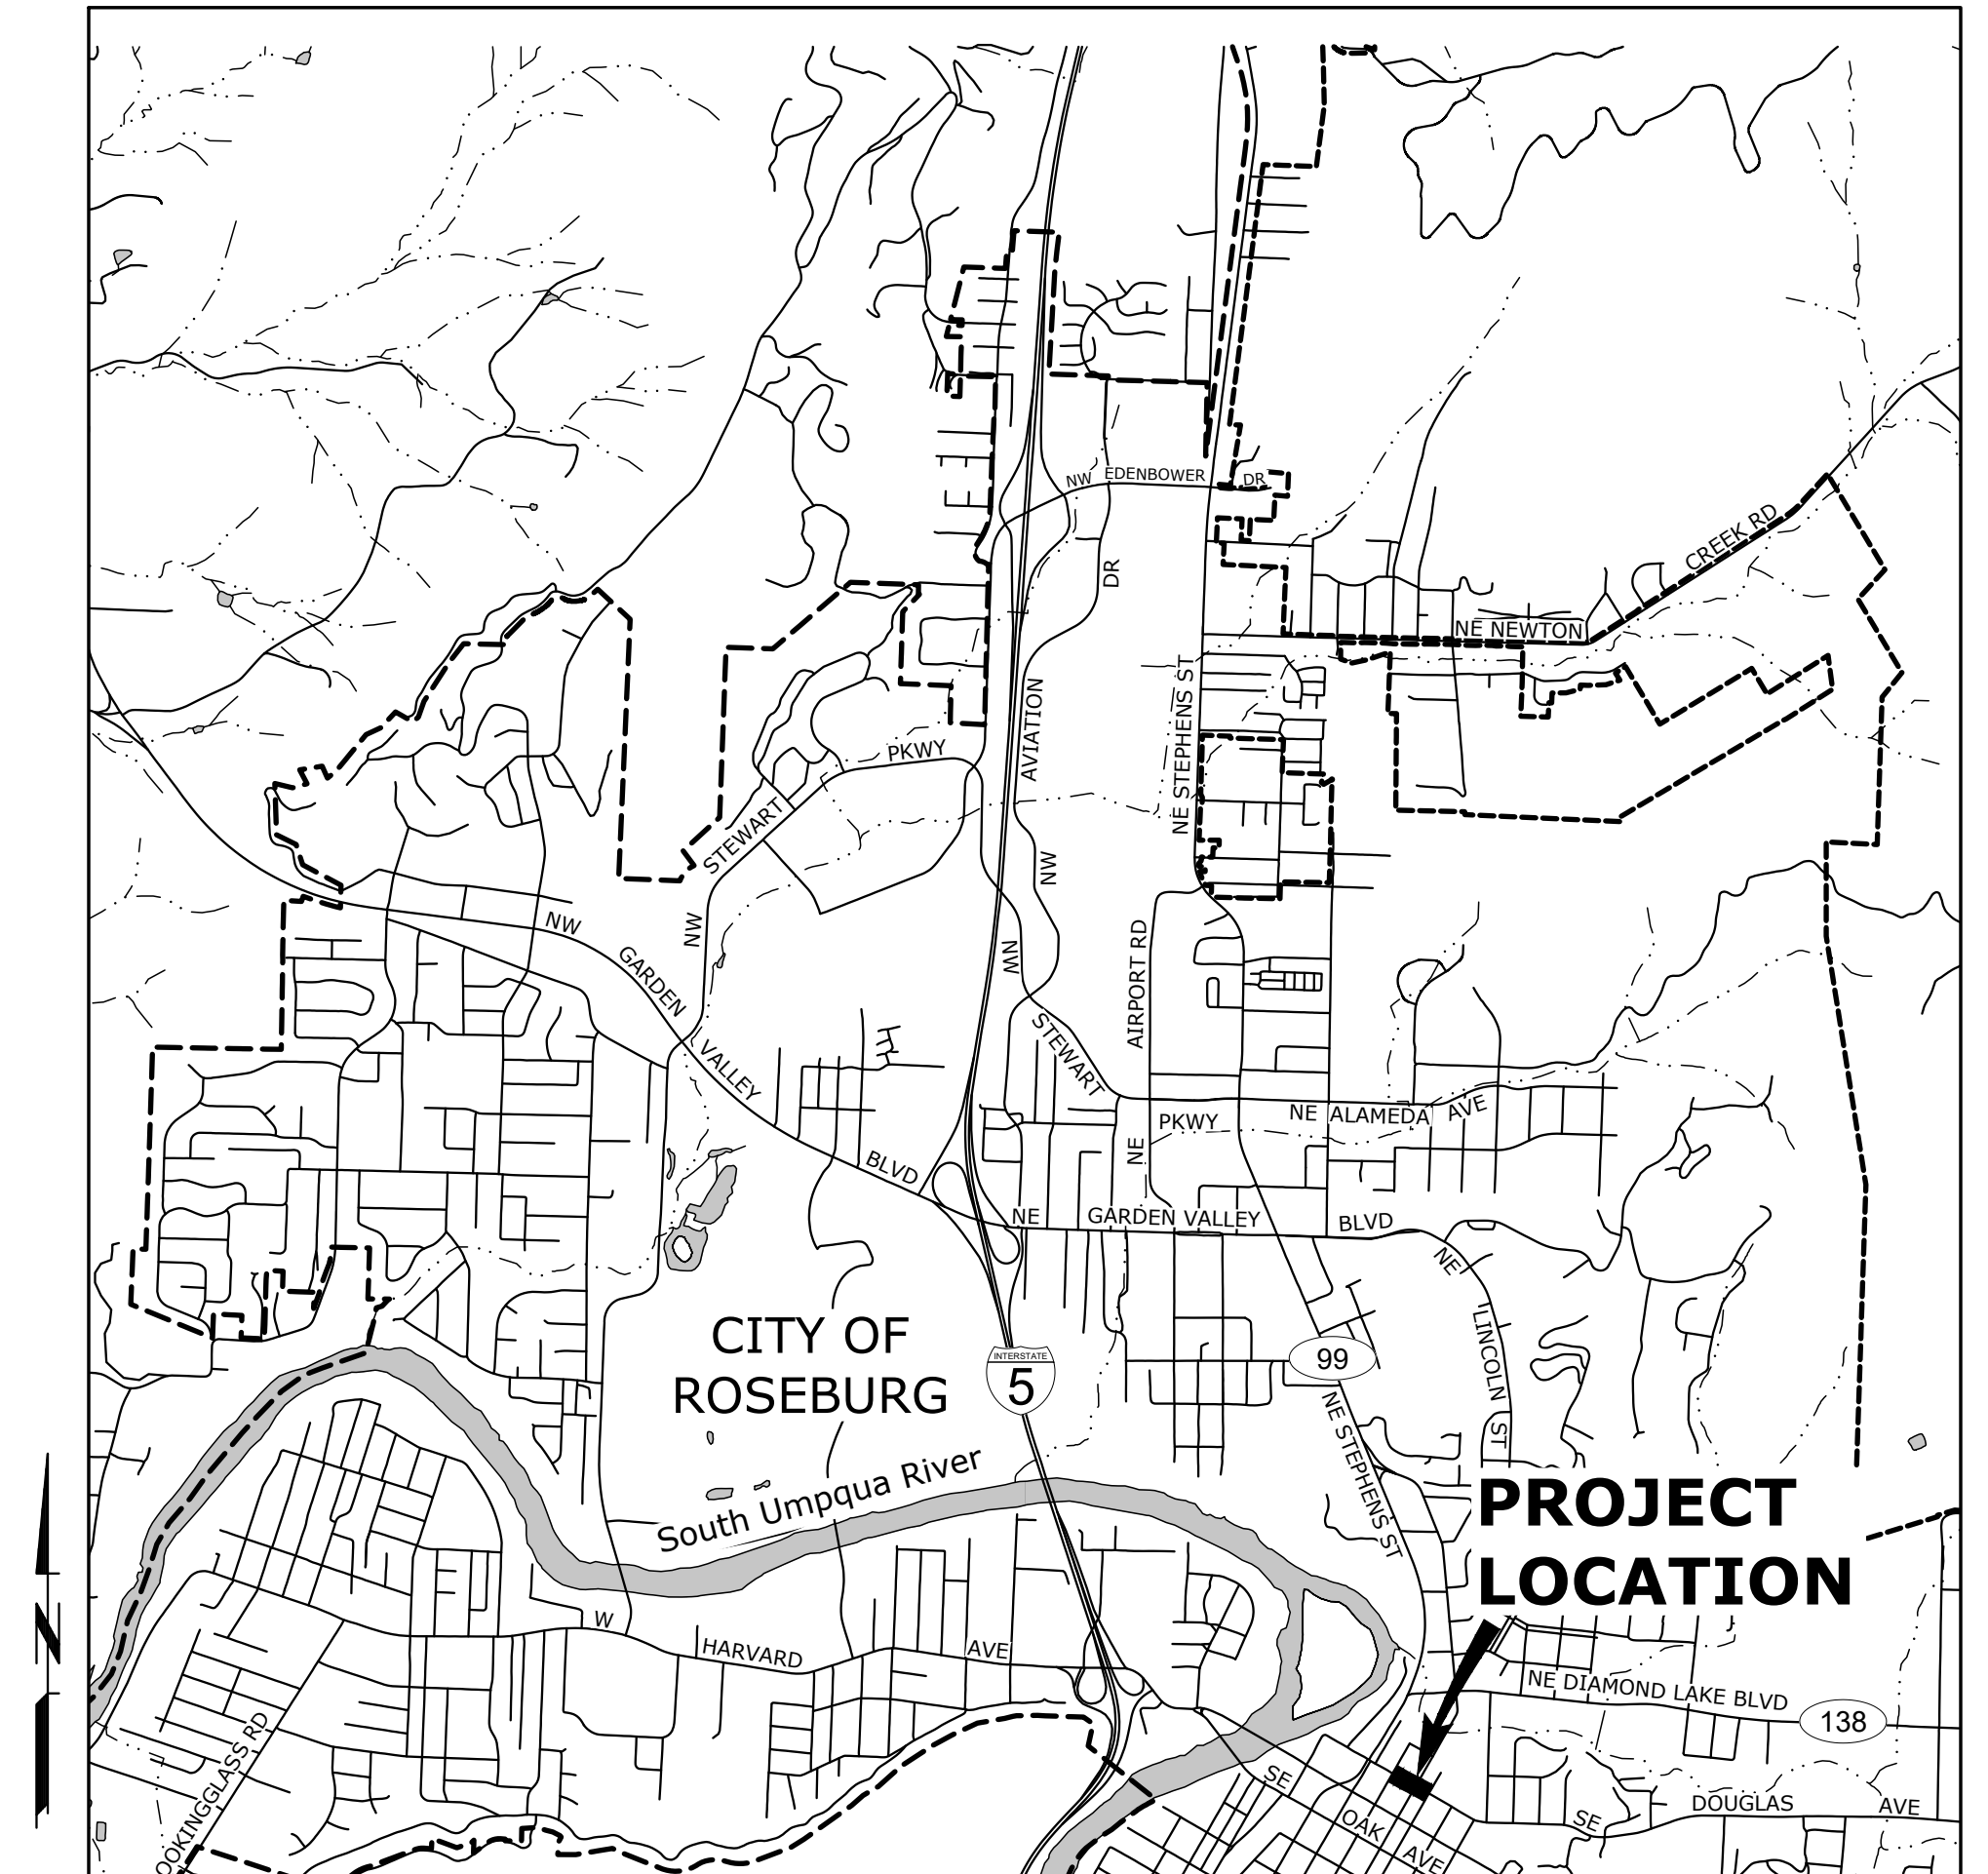 NW EDENBOWER DR
DR
CREEK RD
NE NEWTON
NE STEPHENS ST
AVIATION
PKWY
STEWART
NW
NW
NW
NW
GARDEN
VALLEY
BLVD
AIRPORT RD
STEWART
PKWY
NE ALAMEDA AVE
NE
NE GARDEN VALLEY BLVD
NE
LINCOLN ST
CITY OF
ROSEBURG
INTERSTATE
5
99
NE STEPHENS ST
South Umpqua River
PROJECT
LOCATION
N
W HARVARD AVE
NE DIAMOND LAKE BLVD
138
OOKINGGLASS RD
SE
OAK
AVE
SE
DOUGLAS AVE